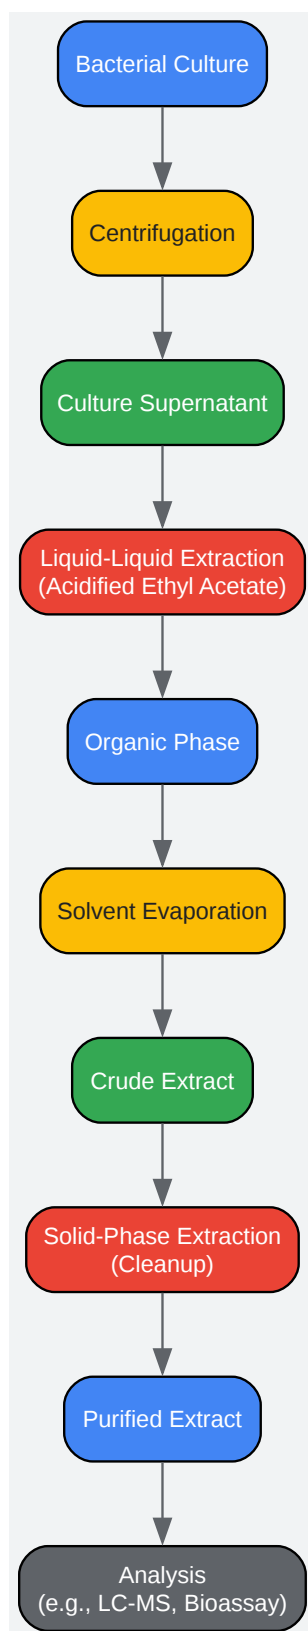 Bacterial Culture
Centrifugation
Culture Supernatant
Liquid-Liquid Extraction
(Acidified Ethyl Acetate)
Organic Phase
Solvent Evaporation
Crude Extract
Solid-Phase Extraction
(Cleanup)
Purified Extract
Analysis
(e.g., LC-MS, Bioassay)